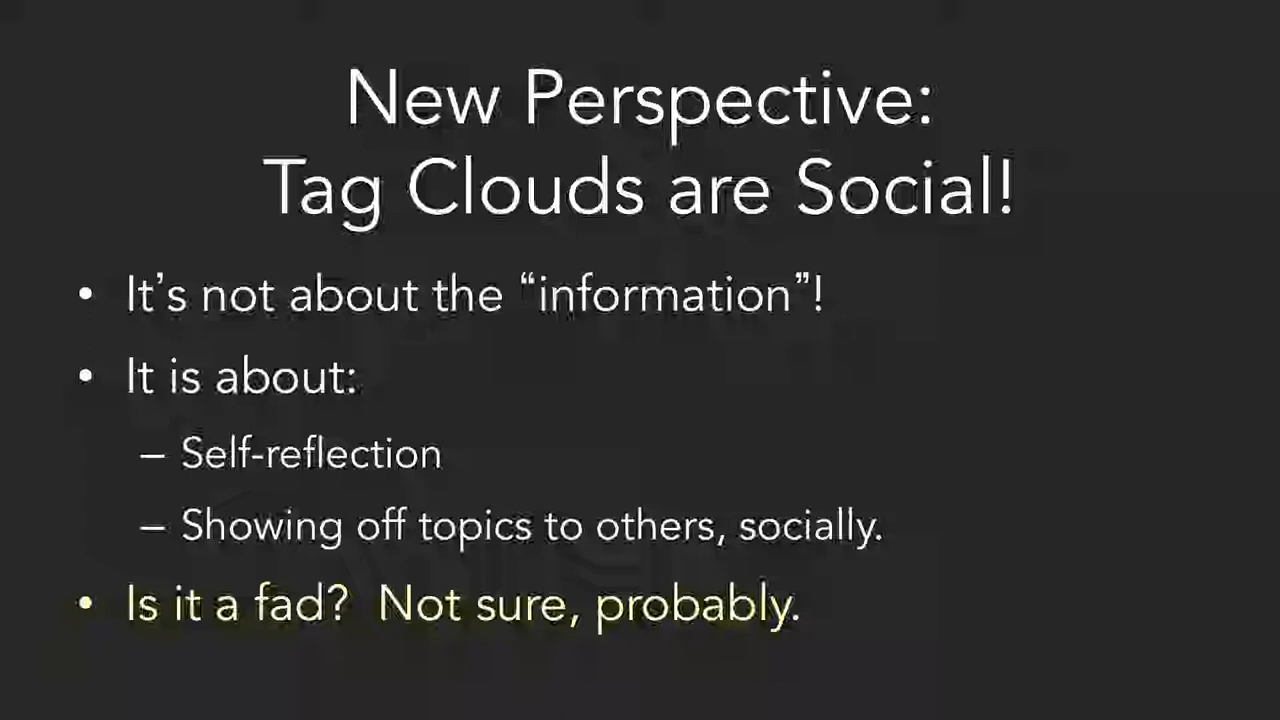 New Perspective:
Tag Clouds are Social!
• It’s not about the “information”!
• It is about:
– Self-reflection
– Showing off topics to others, socially.
• Is it a fad?  Not sure, probably.